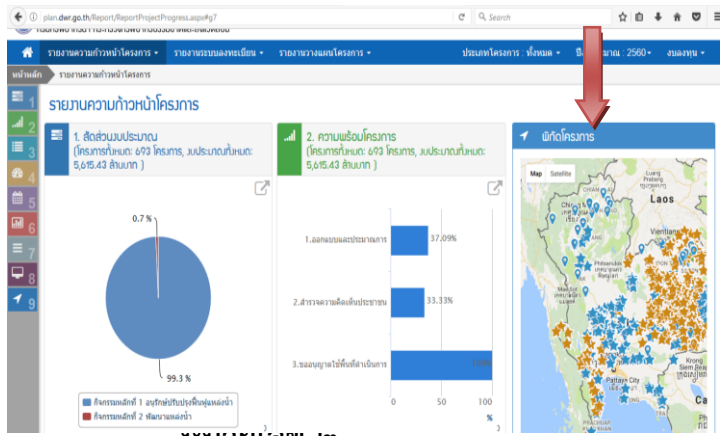 plan.dwr.go.th/Report/ReportProjectProgress.aspx#g7
Search
รายงานความก้าวหน้าโครงการ
รายงานระบบลงทะเบียน
รายงานวางแผนโครงการ
ประเภทโครงการ : ทั้งหมด
: 2560
งบลงทุน
หน้าหลัก
รายงานความก้าวหน้าโครงการ
1
2
3
4
5
6
7
8
9
รายงานความก้าวหน้าโครงการ
1. สัดส่วนงบประมาณ
(โครงการทั้งหมด: 693 โครงการ, งบประมาณทั้งหมด:
5,615.43 ล้านบาท )
0.7 %
99.3 %
กิจกรรมหลักที่ 1 อนุรักษ์ปรับปรุงฟื้นฟูแหล่งน้ำ
กิจกรรมหลักที่ 2 พัฒนาแหล่งน้ำ
2. ความพร้อมโครงการ
(โครงการทั้งหมด: 693 โครงการ, งบประมาณทั้งหมด:
5,615.43 ล้านบาท )
1.ออกแบบและประมาณการ
37.09%
2.สำรวจความคิดเห็นประชาชน
33.33%
3.ขออนุญาตใช้พื้นที่ดำเนินการ
100%
0
50
100
%
พิกัดโครงการ
Map
Satellite
Luang
Prabang
Laos
Vientiane
Mae Sot
Pattaya City
Krong
Siem Reap